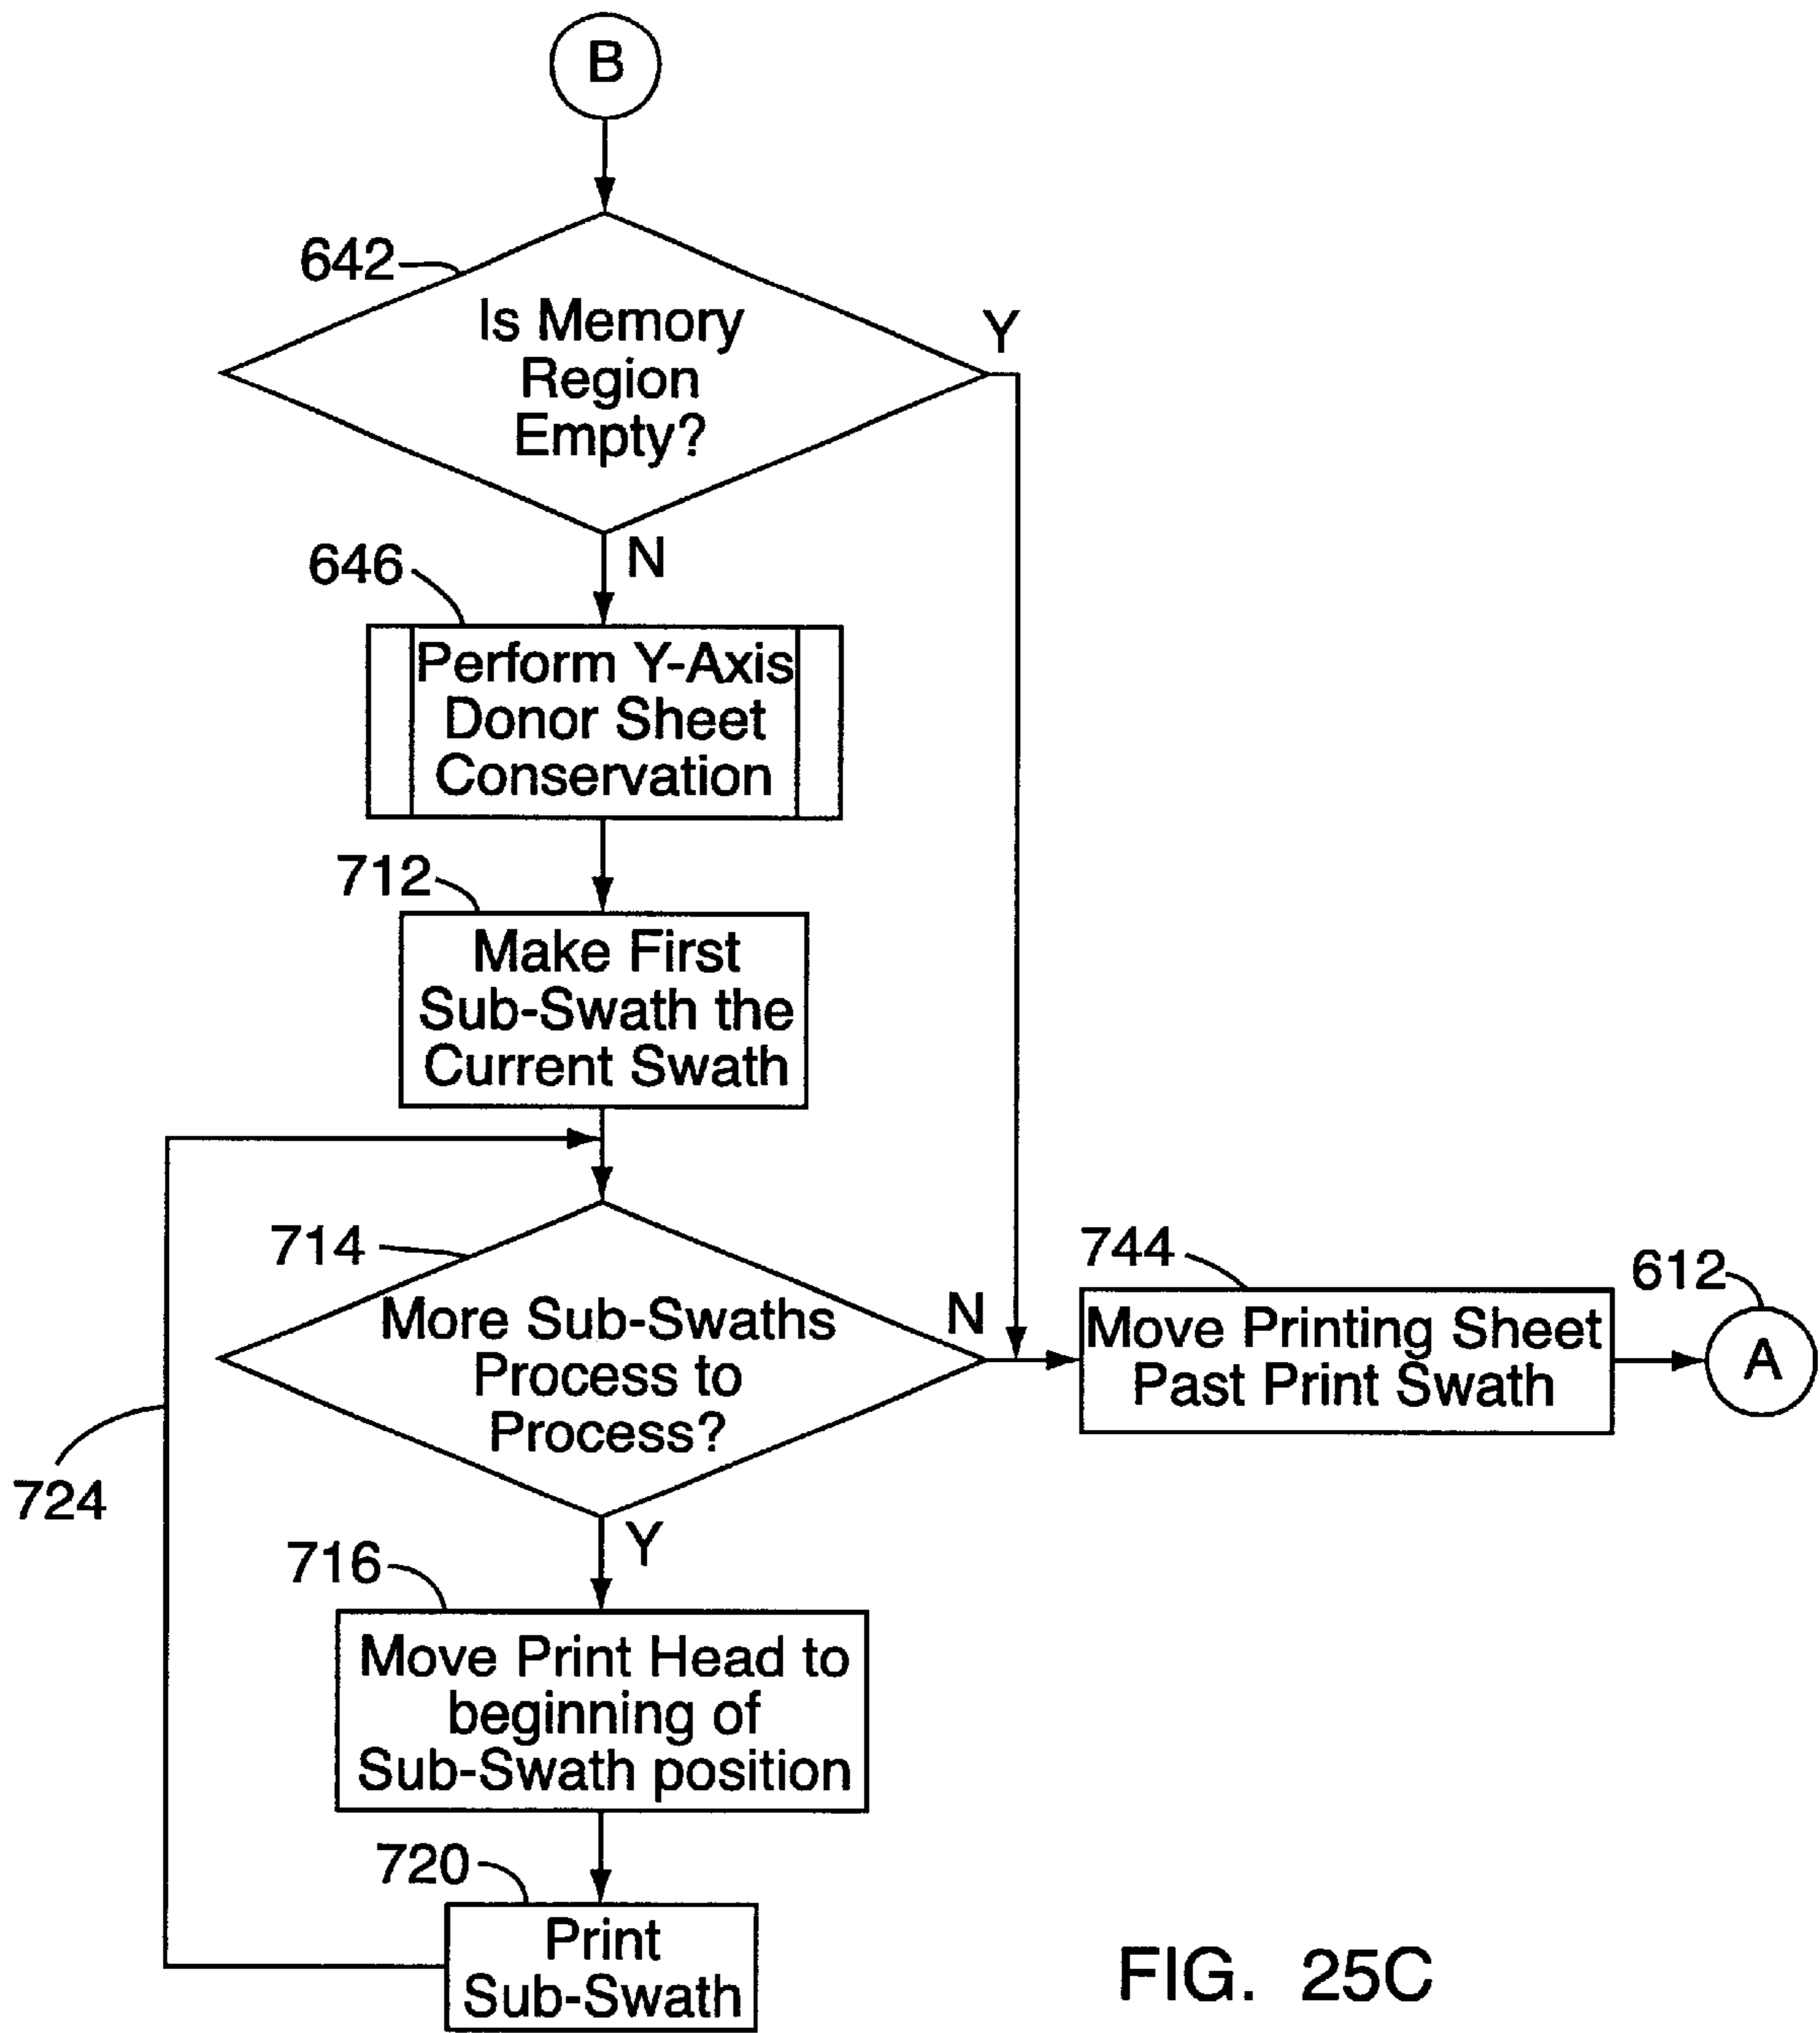 B
642
Is Memory
Region
Empty?
Y
N
646
Perform Y-Axis
Donor Sheet
Conservation
712
Make First
Sub-Swath the
Current Swath
714
More Sub-Swaths
Process to
Process?
N
744
Move Printing Sheet
Past Print Swath
612
A
724
Y
716
Move Print Head to
beginning of
Sub-Swath position
720
Print
Sub-Swath
FIG. 25C